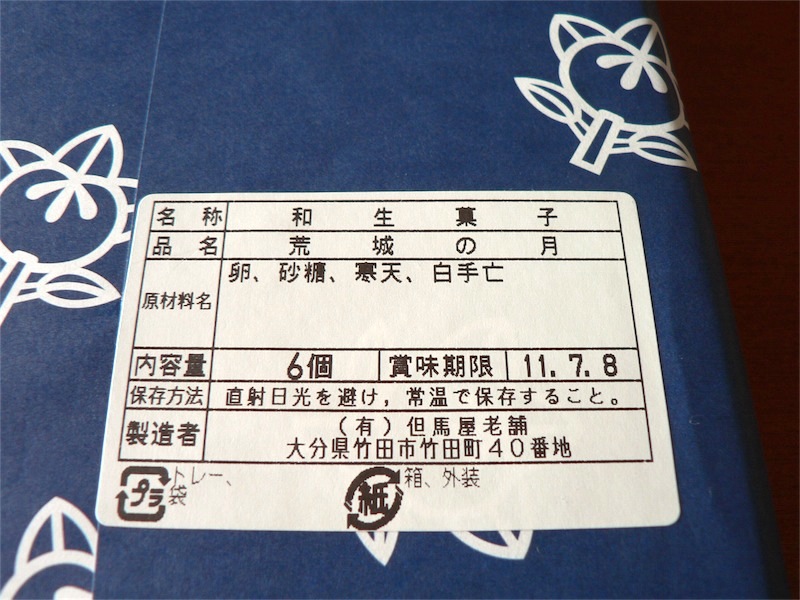 名称 和生菓子
品名 荒城の月
原材料名 卵、砂糖、寒天、白手亡
内容量 6個 賞味期限 11.7.8
保存方法 直射日光を避け,常温で保存すること。
製造者 (有)但馬屋老舗
大分県竹田市竹田町40番地
プラ トレー、袋 紙 箱、外装